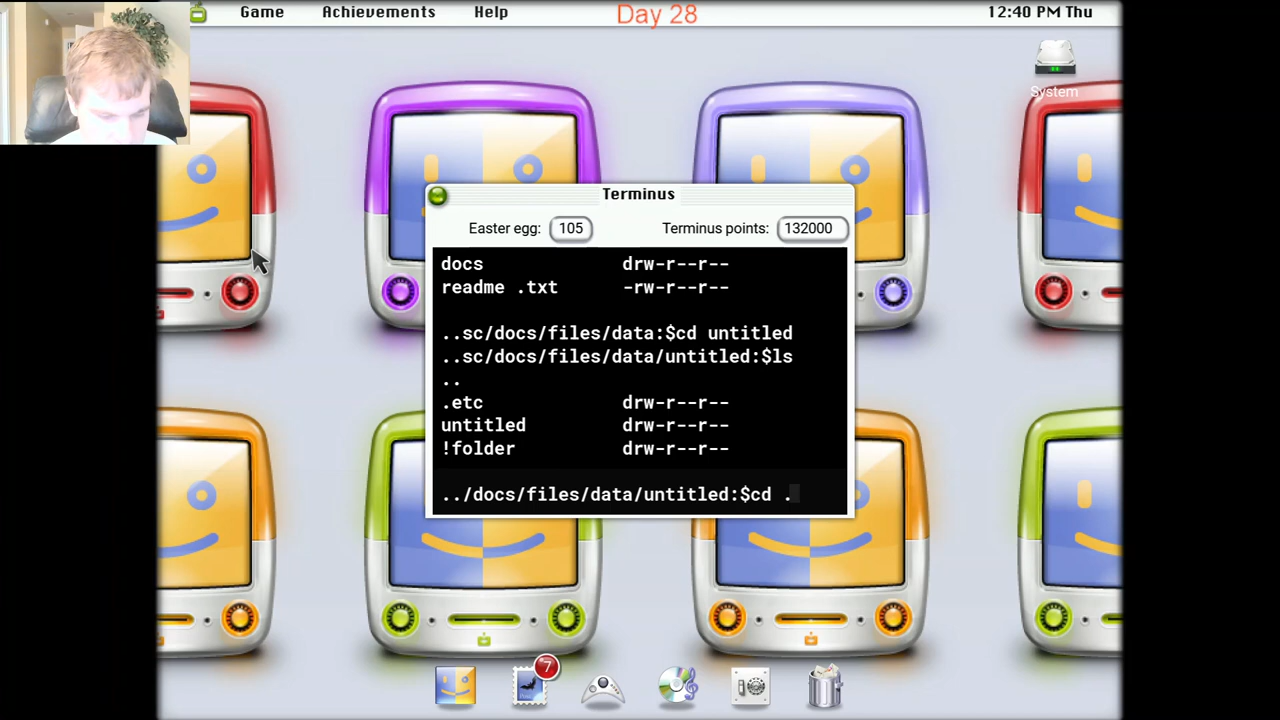 Game Achievements Help Day 28 12:40 PM Thu
System
Terminus
Easter egg: 105 Terminus points: 132000
docs drw-r--r--
readme .txt -rw-r--r--
..sc/docs/files/data:$cd untitled
..sc/docs/files/data/untitled:$ls
..
.etc drw-r--r--
untitled drw-r--r--
!folder drw-r--r--
../docs/files/data/untitled:$cd .
7